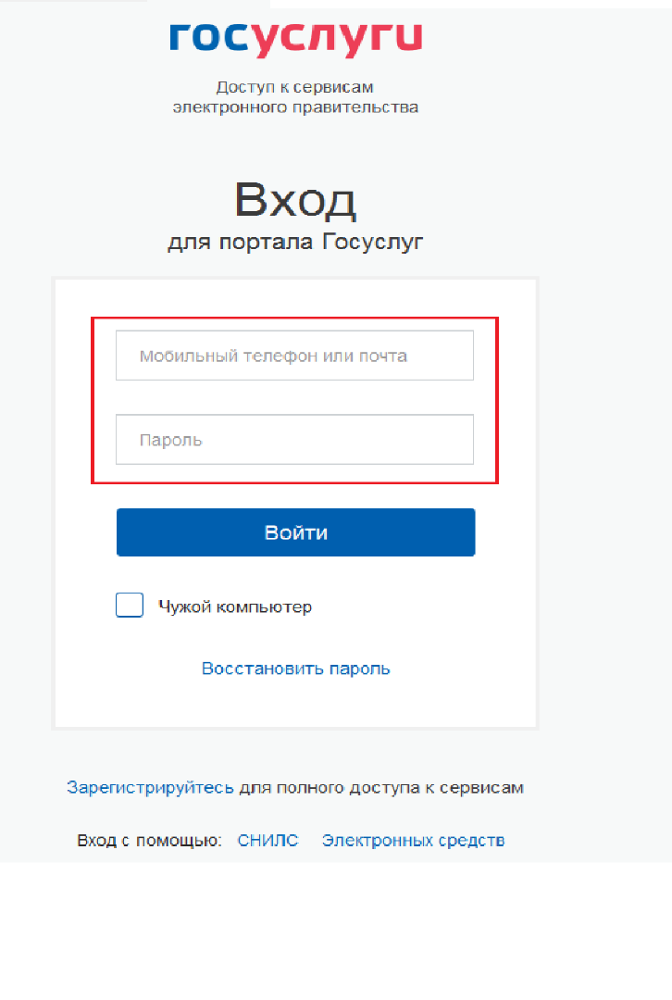 госуслуги
Доступ к сервисам
электронного правительства
Вход
для портала Госуслуг
Мобильный телефон или почта
Пароль
Войти
Чужой компьютер
Восстановить пароль
Зарегистрируйтесь для полного доступа к сервисам
Вход с помощью: СНИЛС Электронных средств